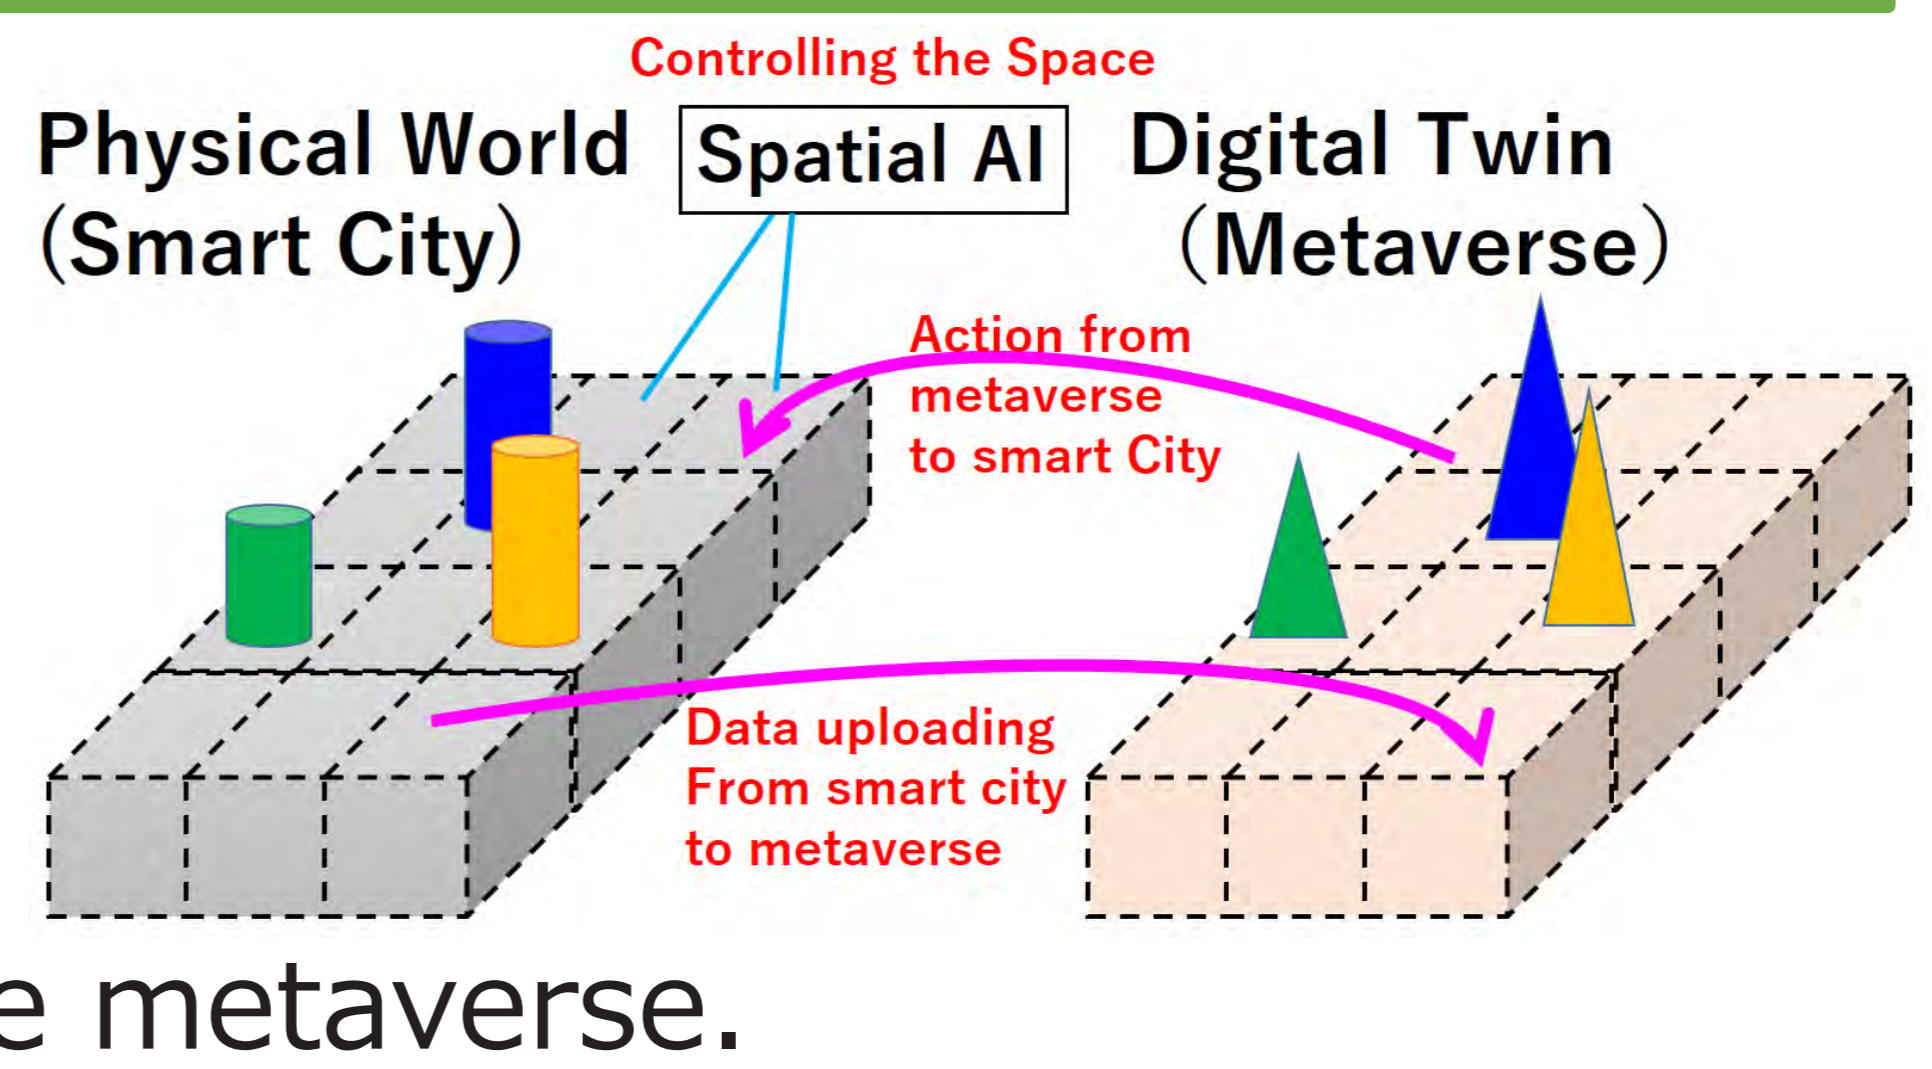 Controlling the Space
Physical World
(Smart City)
Spatial AI
Digital Twin
（Metaverse）
Action from
metaverse
to smart City
Data uploading
From smart city
to metaverse
e metaverse.